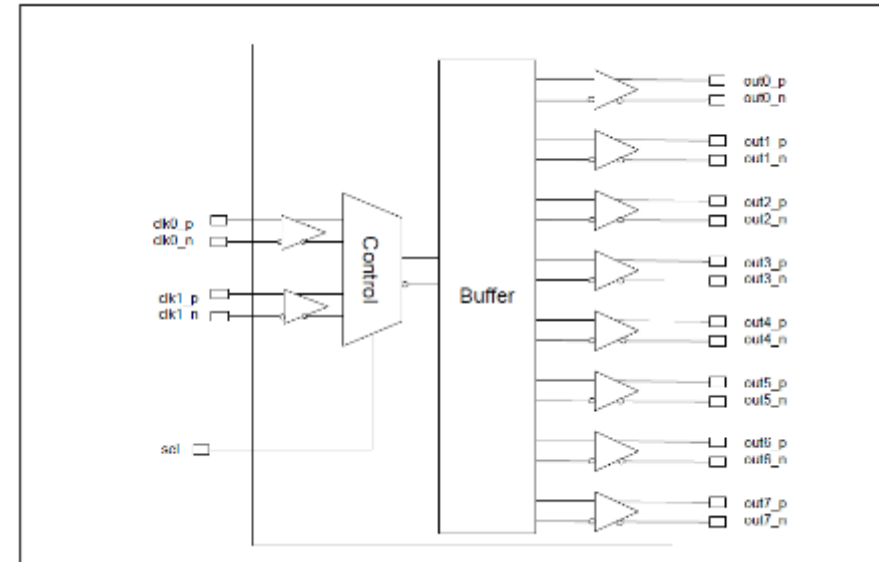 out0_p
out0_n
out1_p
out1_n
out2_p
out2_n
clk0_p
clk0_n
Control
out3_p
out3_n
Buffer
clk1_p
clk1_n
out4_p
out4_n
out5_p
out5_n
sel
out6_p
out6_n
out7_p
out7_n